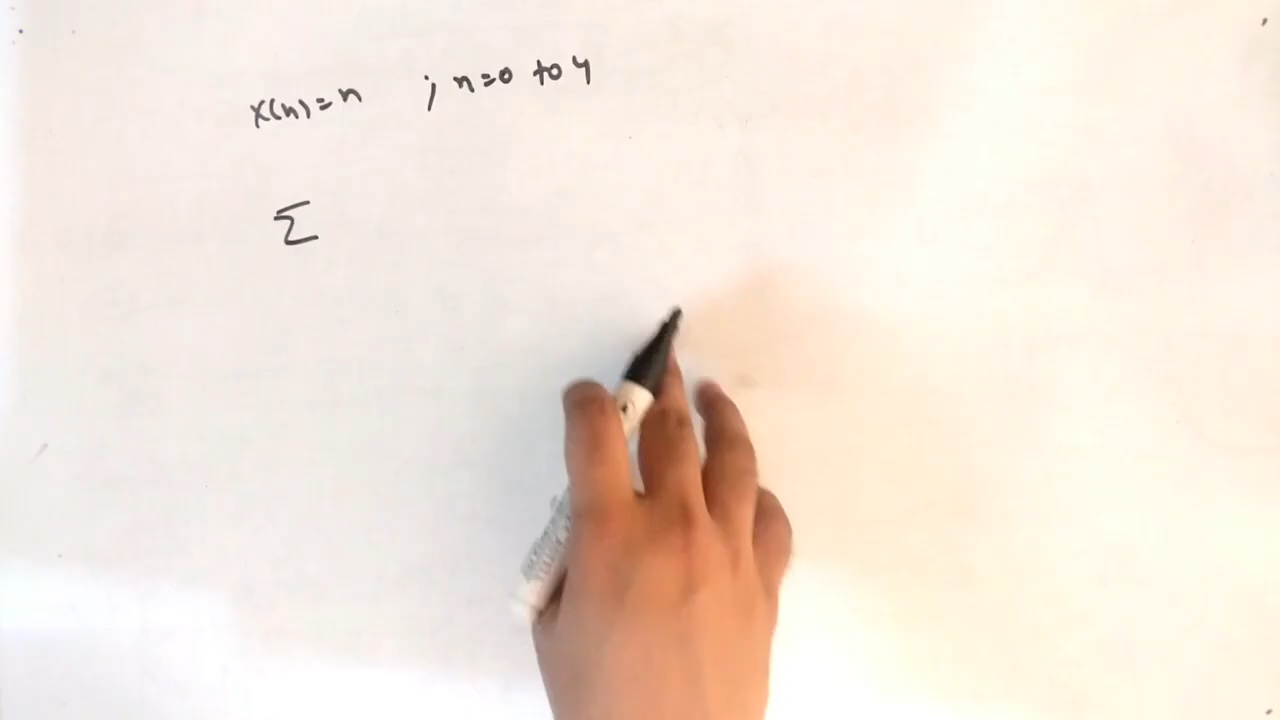 x(n)=n ; n=0 to 4
Σ